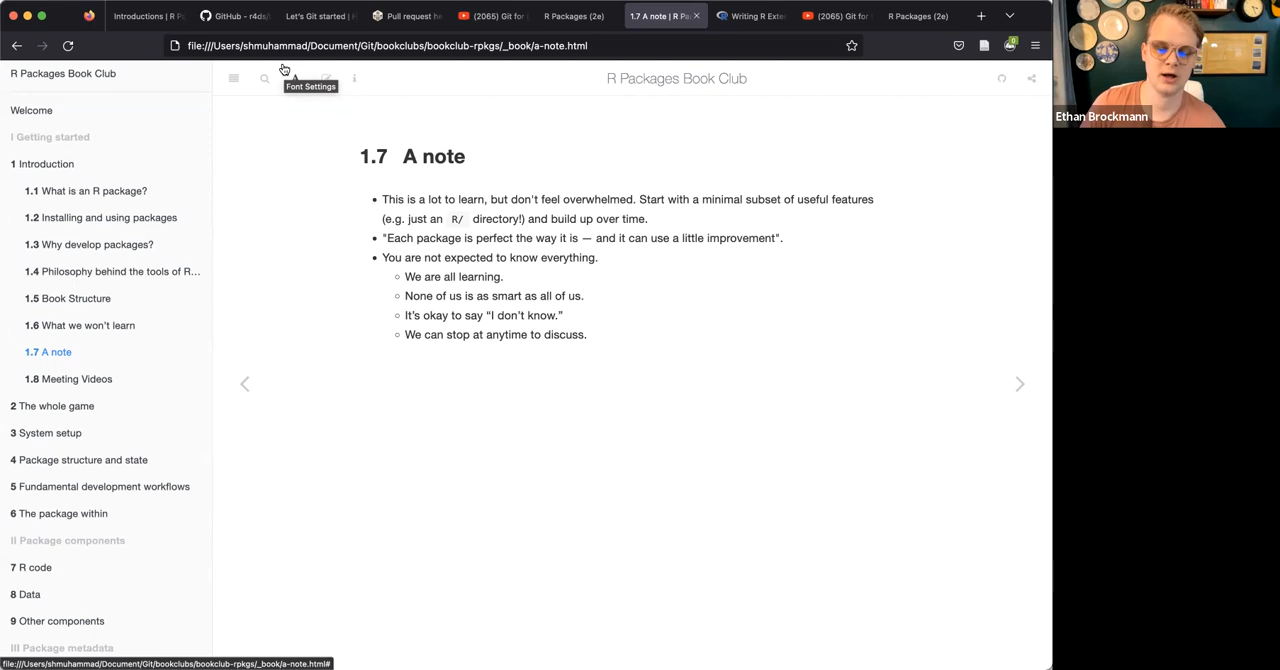 Introductions | R Pa
GitHub - r4ds/
Let's Git started |
Pull request he
(2065) Git for
R Packages (2e)
1.7 A note | R Pa
Writing R Exte
(2065) Git for
R Packages (2e)
file:///Users/shmuhammad/Document/Git/bookclubs/bookclub-rpkgs/_book/a-note.html
0
R Packages Book Club
Font Settings
R Packages Book Club
Welcome
I Getting started
1 Introduction
1.1 What is an R package?
1.2 Installing and using packages
1.3 Why develop packages?
1.4 Philosophy behind the tools of R...
1.5 Book Structure
1.6 What we won't learn
1.7 A note
1.8 Meeting Videos
2 The whole game
3 System setup
4 Package structure and state
5 Fundamental development workflows
6 The package within
II Package components
7 R code
8 Data
9 Other components
III Package metadata
file:///Users/shmuhammad/Document/Git/bookclubs/bookclub-rpkgs/_book/a-note.html#
1.7 A note
• This is a lot to learn, but don't feel overwhelmed. Start with a minimal subset of useful features
(e.g. just an R/ directory!) and build up over time.
• "Each package is perfect the way it is — and it can use a little improvement".
• You are not expected to know everything.
◦ We are all learning.
◦ None of us is as smart as all of us.
◦ It's okay to say “I don't know.”
◦ We can stop at anytime to discuss.
Ethan Brockmann